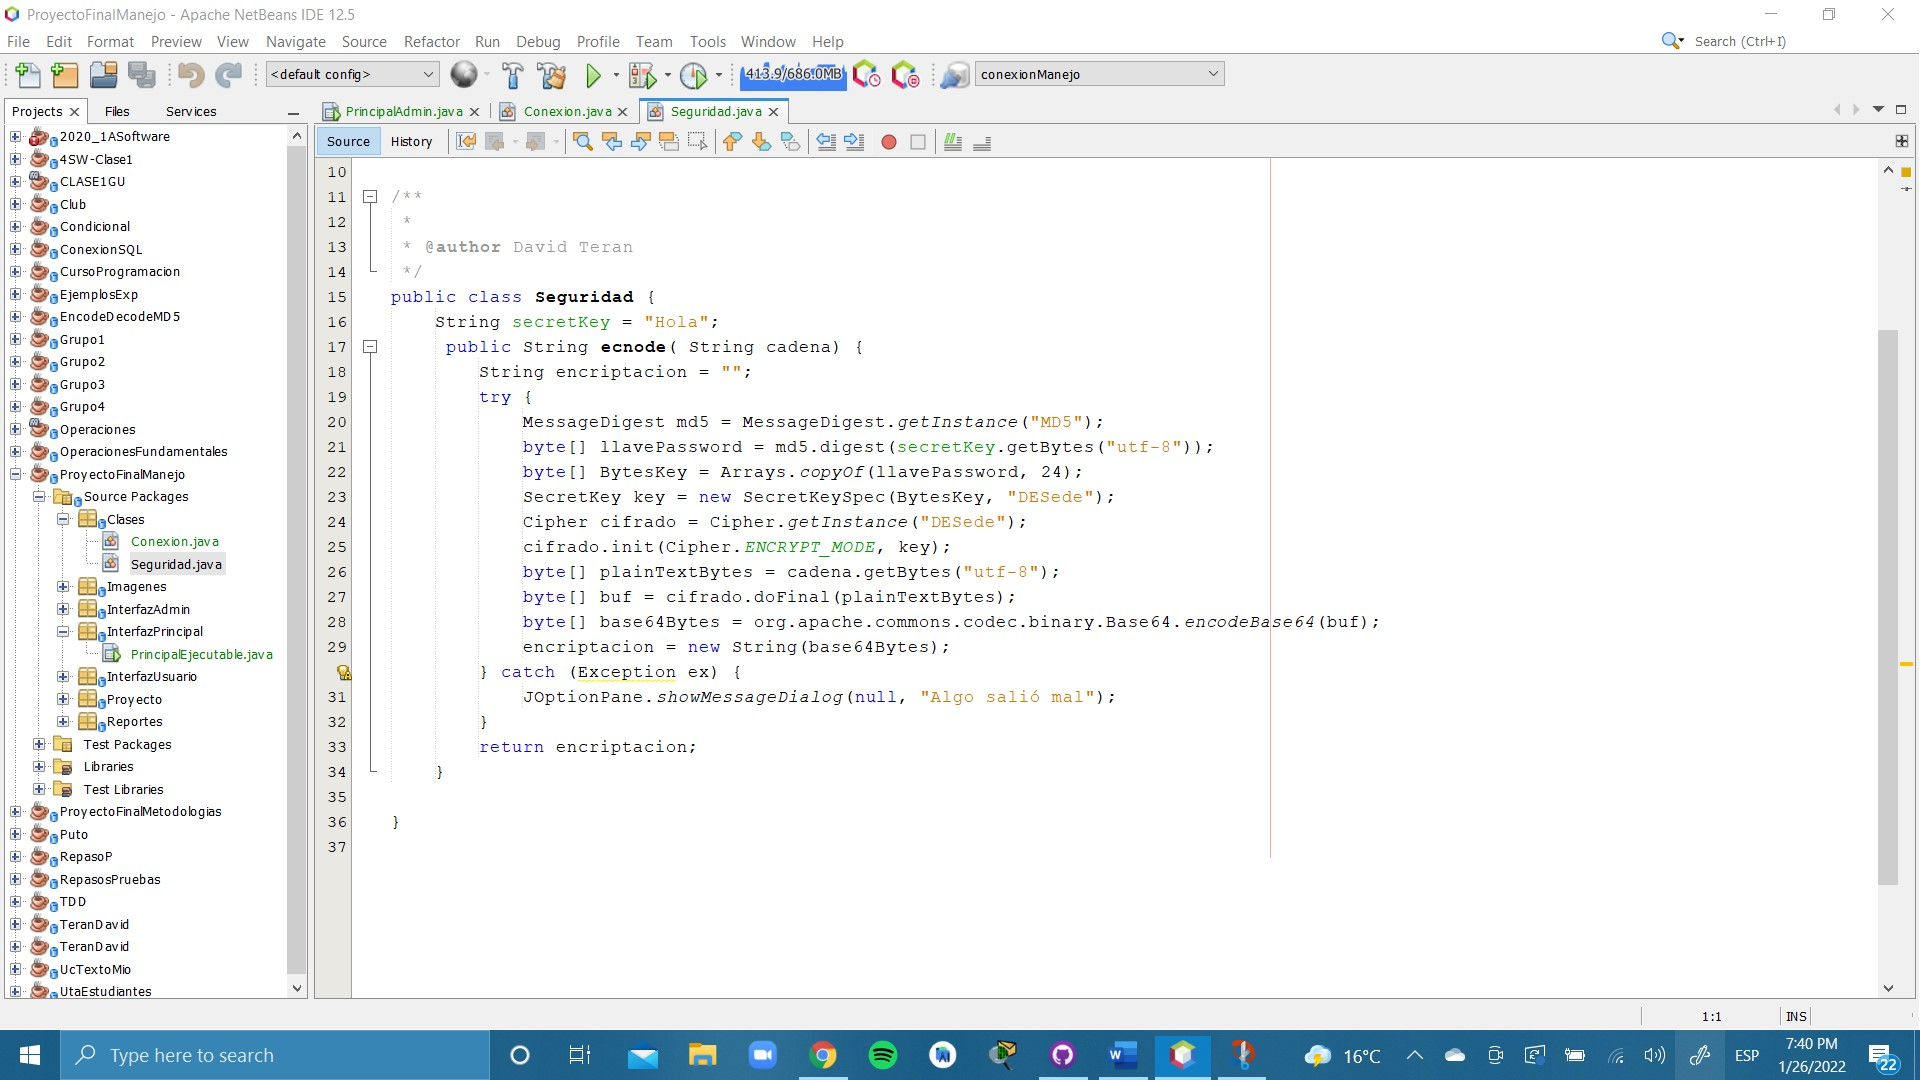 ProyectoFinalManejo - Apache NetBeans IDE 12.5
File Edit Format Preview View Navigate Source Refactor Run Debug Profile Team Tools Window Help
Search (Ctrl+I)
<default config>
413.9/686.0MB
conexionManejo
Projects Files Services
PrincipalAdmin.java Conexion.java Seguridad.java
Source History
2020_1ASoftware
4SW-Clase1
CLASE1GU
Club
Condicional
ConexionSQL
CursoProgramacion
EjemplosExp
EncodeDecodeMD5
Grupo1
Grupo2
Grupo3
Grupo4
Operaciones
OperacionesFundamentales
ProyectoFinalManejo
Source Packages
Clases
Conexion.java
Seguridad.java
Imagenes
InterfazAdmin
InterfazPrincipal
PrincipalEjecutable.java
InterfazUsuario
Proyecto
Reportes
Test Packages
Libraries
Test Libraries
ProyectoFinalMetodologias
Puto
RepasoP
RepasosPruebas
TDD
TeranDavid
TeranDavid
UcTextoMio
UtaEstudiantes
10
11 /**
12 *
13 * @author David Teran
14 */
15 public class Seguridad {
16 String secretKey = "Hola";
17 public String ecnode( String cadena) {
18 String encriptacion = "";
19 try {
20 MessageDigest md5 = MessageDigest.getInstance("MD5");
21 byte[] llavePassword = md5.digest(secretKey.getBytes("utf-8"));
22 byte[] BytesKey = Arrays.copyOf(llavePassword, 24);
23 SecretKey key = new SecretKeySpec(BytesKey, "DESede");
24 Cipher cifrado = Cipher.getInstance("DESede");
25 cifrado.init(Cipher.ENCRYPT_MODE, key);
26 byte[] plainTextBytes = cadena.getBytes("utf-8");
27 byte[] buf = cifrado.doFinal(plainTextBytes);
28 byte[] base64Bytes = org.apache.commons.codec.binary.Base64.encodeBase64(buf);
29 encriptacion = new String(base64Bytes);
} catch (Exception ex) {
31 JOptionPane.showMessageDialog(null, "Algo salió mal");
32 }
33 return encriptacion;
34 }
35
36 }
37
1:1 INS
Type here to search
16°C
ESP
7:40 PM
1/26/2022
22